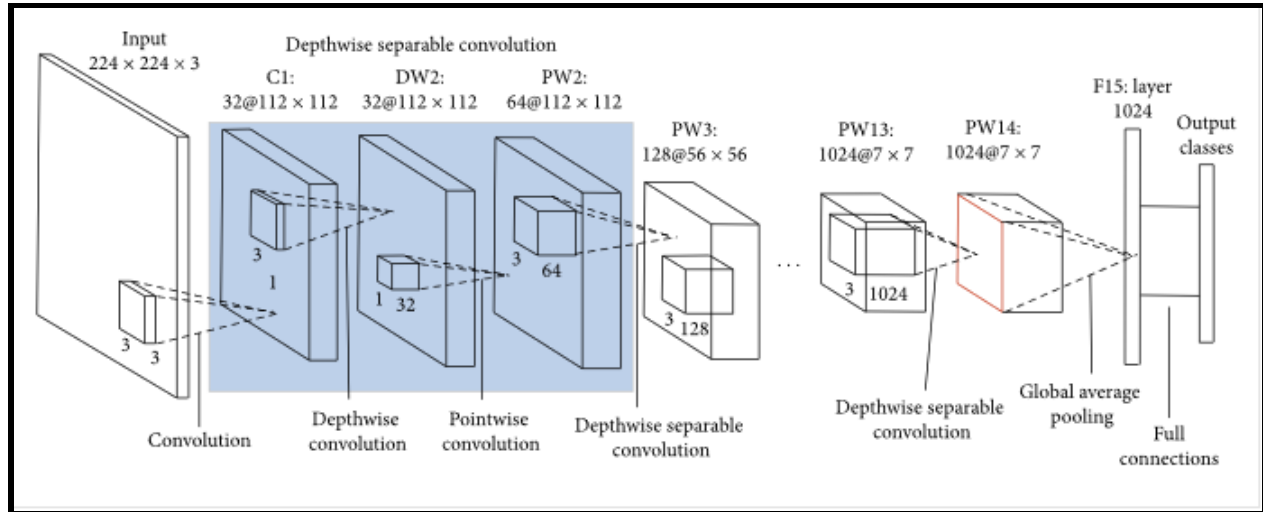 Input
224 × 224 × 3
Depthwise separable convolution
C1:
32@112 × 112
DW2:
32@112 × 112
PW2:
64@112 × 112
PW3:
128@56 × 56
PW13:
1024@7 × 7
PW14:
1024@7 × 7
F15: layer
1024
Output
classes
3
3
3
1
1
32
3
64
3
128
...
3
1024
Convolution
Depthwise
convolution
Pointwise
convolution
Depthwise separable
convolution
Depthwise separable
convolution
Global average
pooling
Full
connections